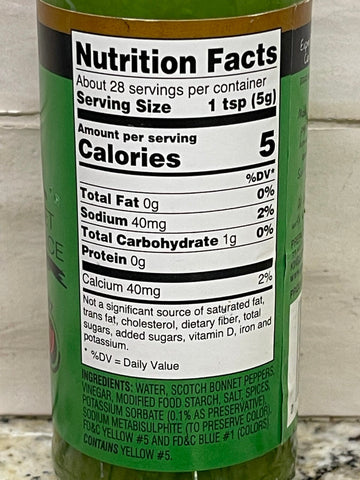 Nutrition Facts
About 28 servings per container
Serving Size 1 tsp (5g)
Amount per serving
Calories 5
%DV*
Total Fat 0g 0%
Sodium 40mg 2%
Total Carbohydrate 1g 0%
Protein 0g
Calcium 40mg 2%
Not a significant source of saturated fat,
trans fat, cholesterol, dietary fiber, total
sugars, added sugars, vitamin D, iron and
potassium.
* %DV = Daily Value
INGREDIENTS: WATER, SCOTCH BONNET PEPPERS,
VINEGAR, MODIFIED FOOD STARCH, SALT, SPICES,
POTASSIUM SORBATE (0.1% AS PRESERVATIVE),
SODIUM METABISULPHITE (TO PRESERVE COLOR),
FD&C YELLOW #5 AND FD&C BLUE #1 (COLORS)
CONTAINS YELLOW #5.